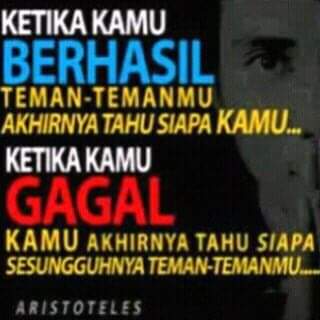 KETIKA KAMU
BERHASIL
TEMAN-TEMANMU
AKHIRNYA TAHU SIAPA KAMU...
KETIKA KAMU
GAGAL
KAMU AKHIRNYA TAHU SIAPA
SESUNGGUHNYA TEMAN-TEMANMU.....
ARISTOTELES